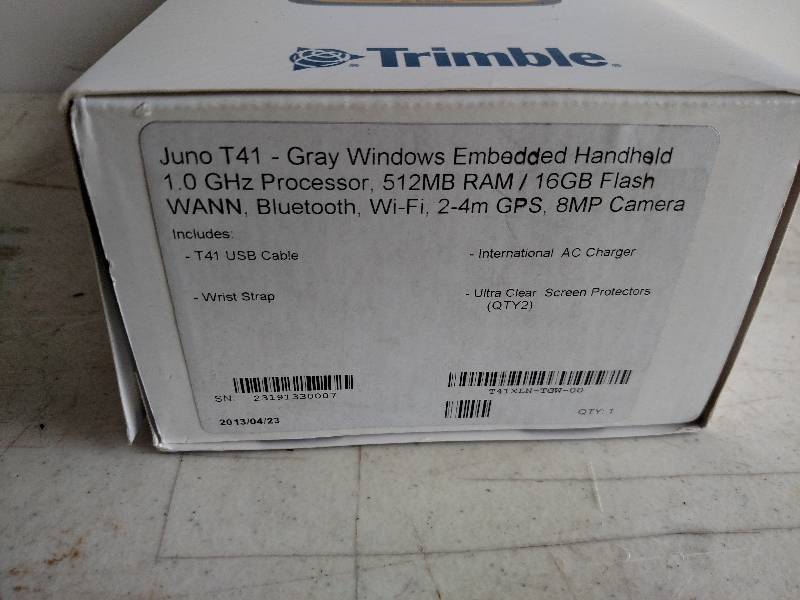 Trimble.
Juno T41 - Gray Windows Embedded Handheld
1.0 GHz Processor, 512MB RAM / 16GB Flash
WANN, Bluetooth, Wi-Fi, 2-4m GPS, 8MP Camera
Includes:
- T41 USB Cable
- International AC Charger
- Wrist Strap
- Ultra Clear Screen Protectors
(QTY2)
SN: 23191330007
T41XLN-TGW-00
2013/04/23
QTY: 1